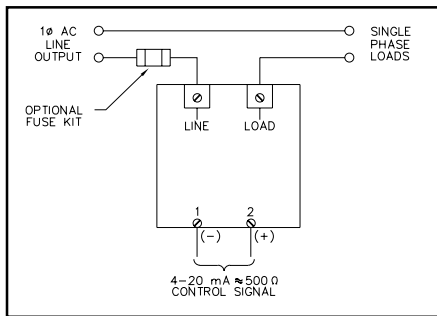 1ø AC
LINE
OUTPUT
SINGLE
PHASE
LOADS
OPTIONAL
FUSE KIT
LINE
LOAD
1
2
(-)
(+)
4-20 mA ≈500Ω
CONTROL SIGNAL